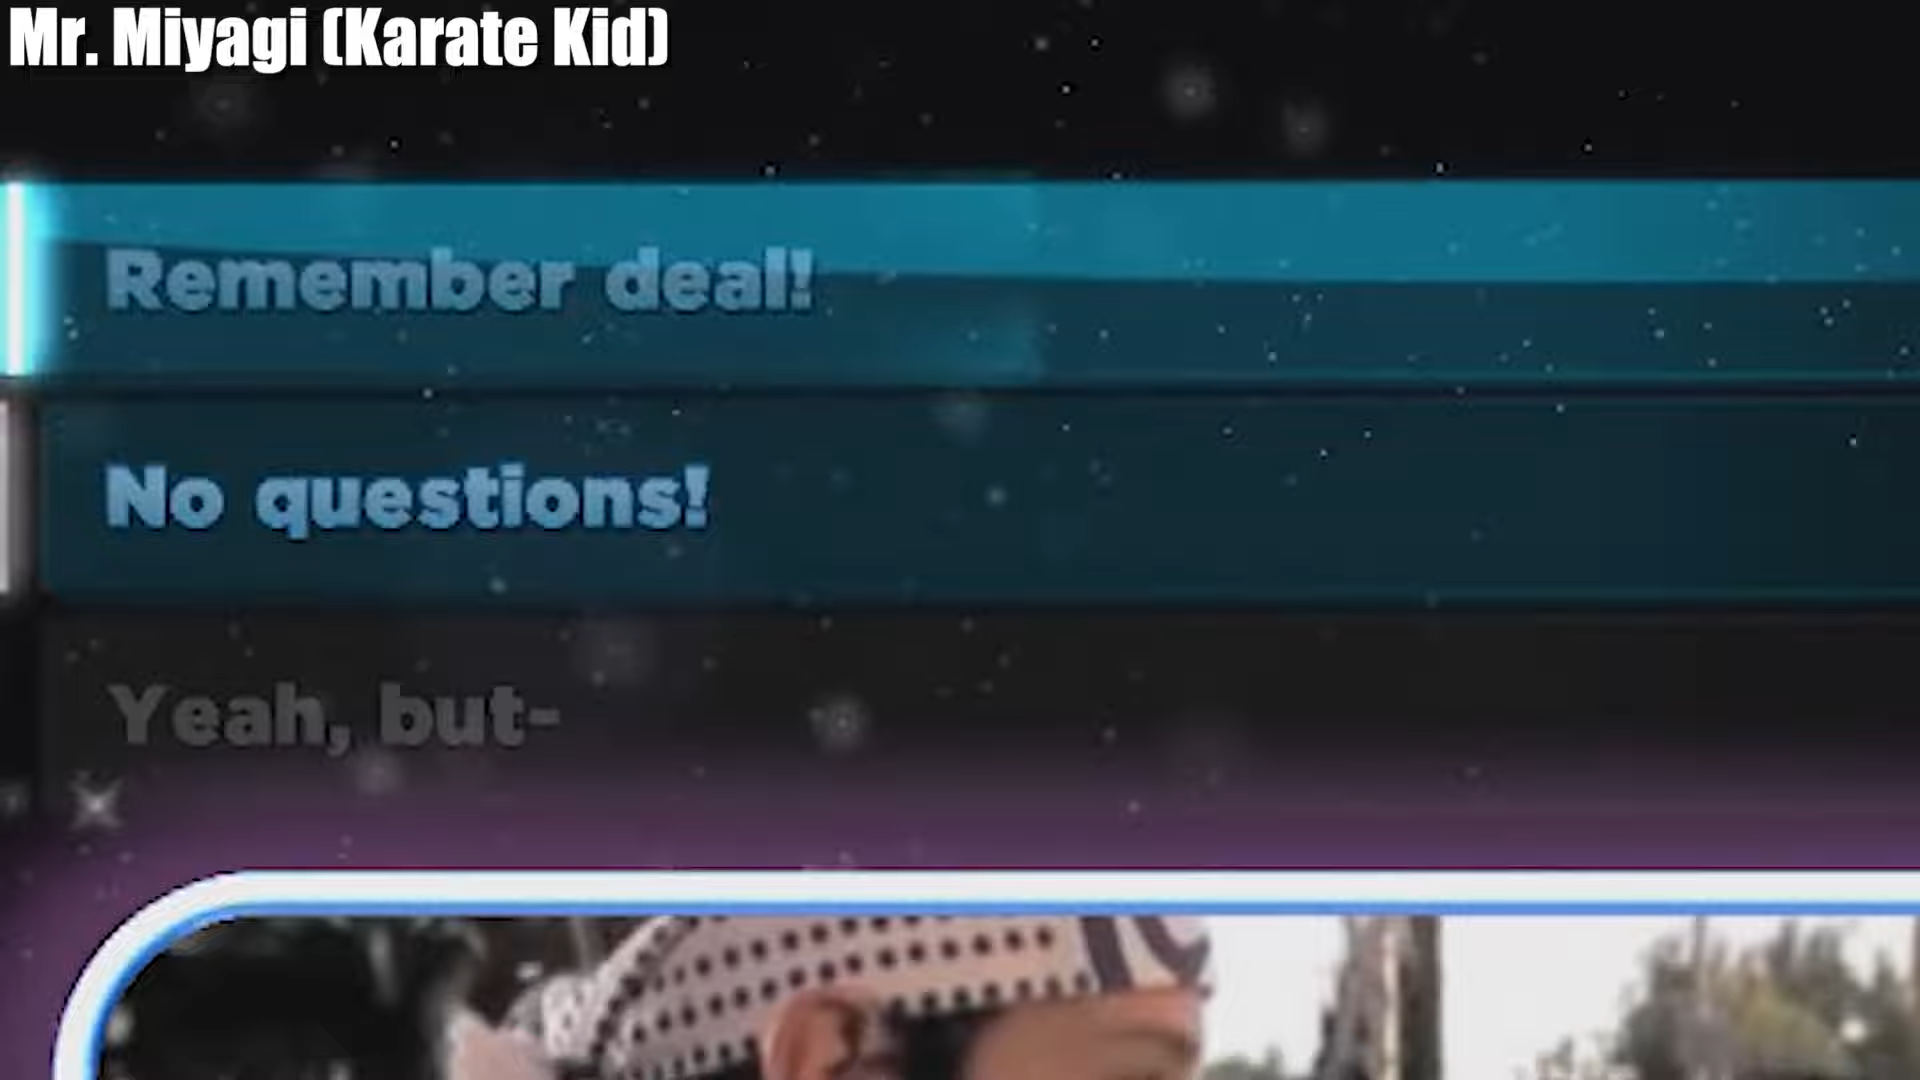 Mr. Miyagi (Karate Kid)
Remember deal!
No questions!
Yeah, but-